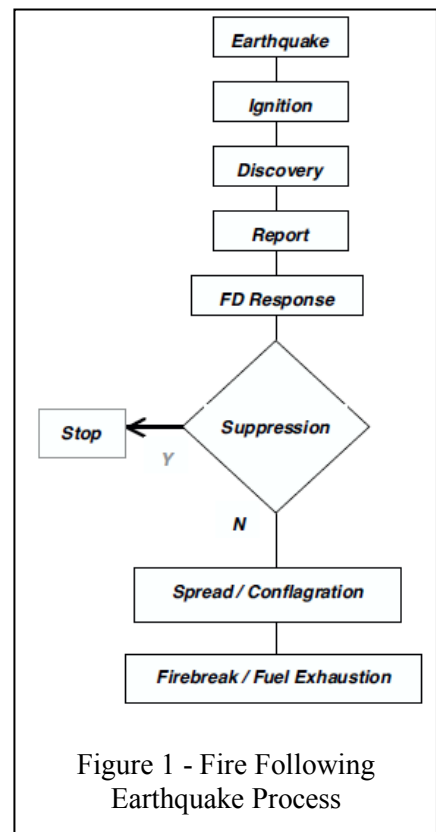 Earthquake
Ignition
Discovery
Report
FD Response
Suppression
Stop
Y
N
Spread / Conflagration
Firebreak / Fuel Exhaustion
Figure 1 - Fire Following
Earthquake Process